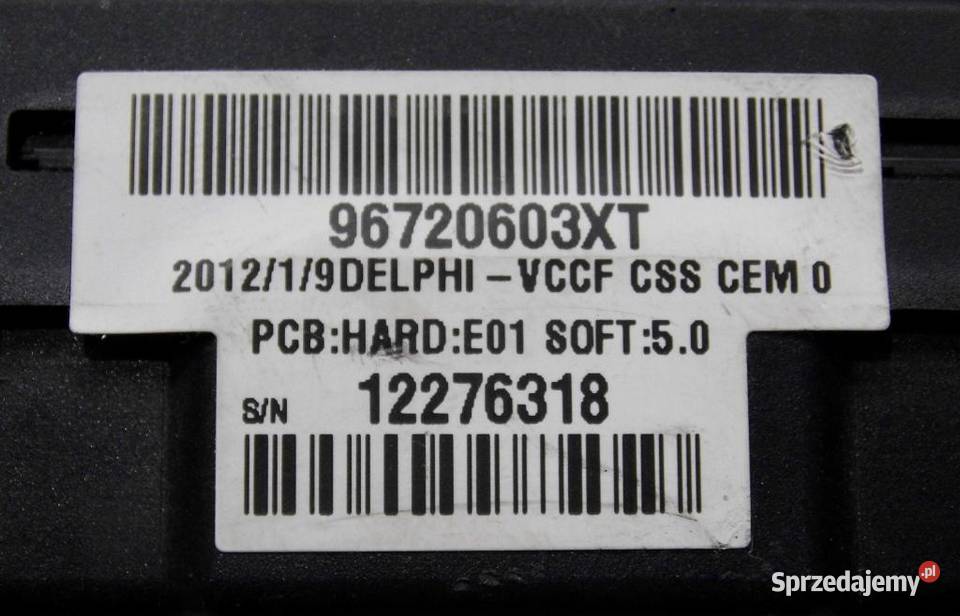 96720603XT
2012/1/9DELPHI -VCCF CSS CEM 0
PCB:HARD:E01 SOFT:5.0
S/N 12276318
Sprzedajemy.pl